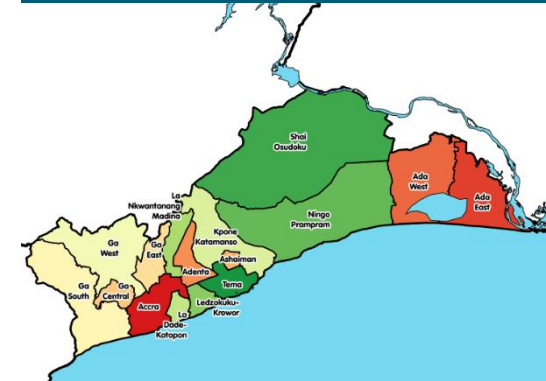 Shai
Osudoku
Ada
West
Ada
East
La
Nkwantanang
Madina
Ningo
Prampram
Kpone
Katamanso
Ga
West
Ga
East
Ashaiman
Adenta
Ga
South
Ga
Central
Tema
Accra
Ledzokuku-
Krowor
La
Dade-
Kotopon